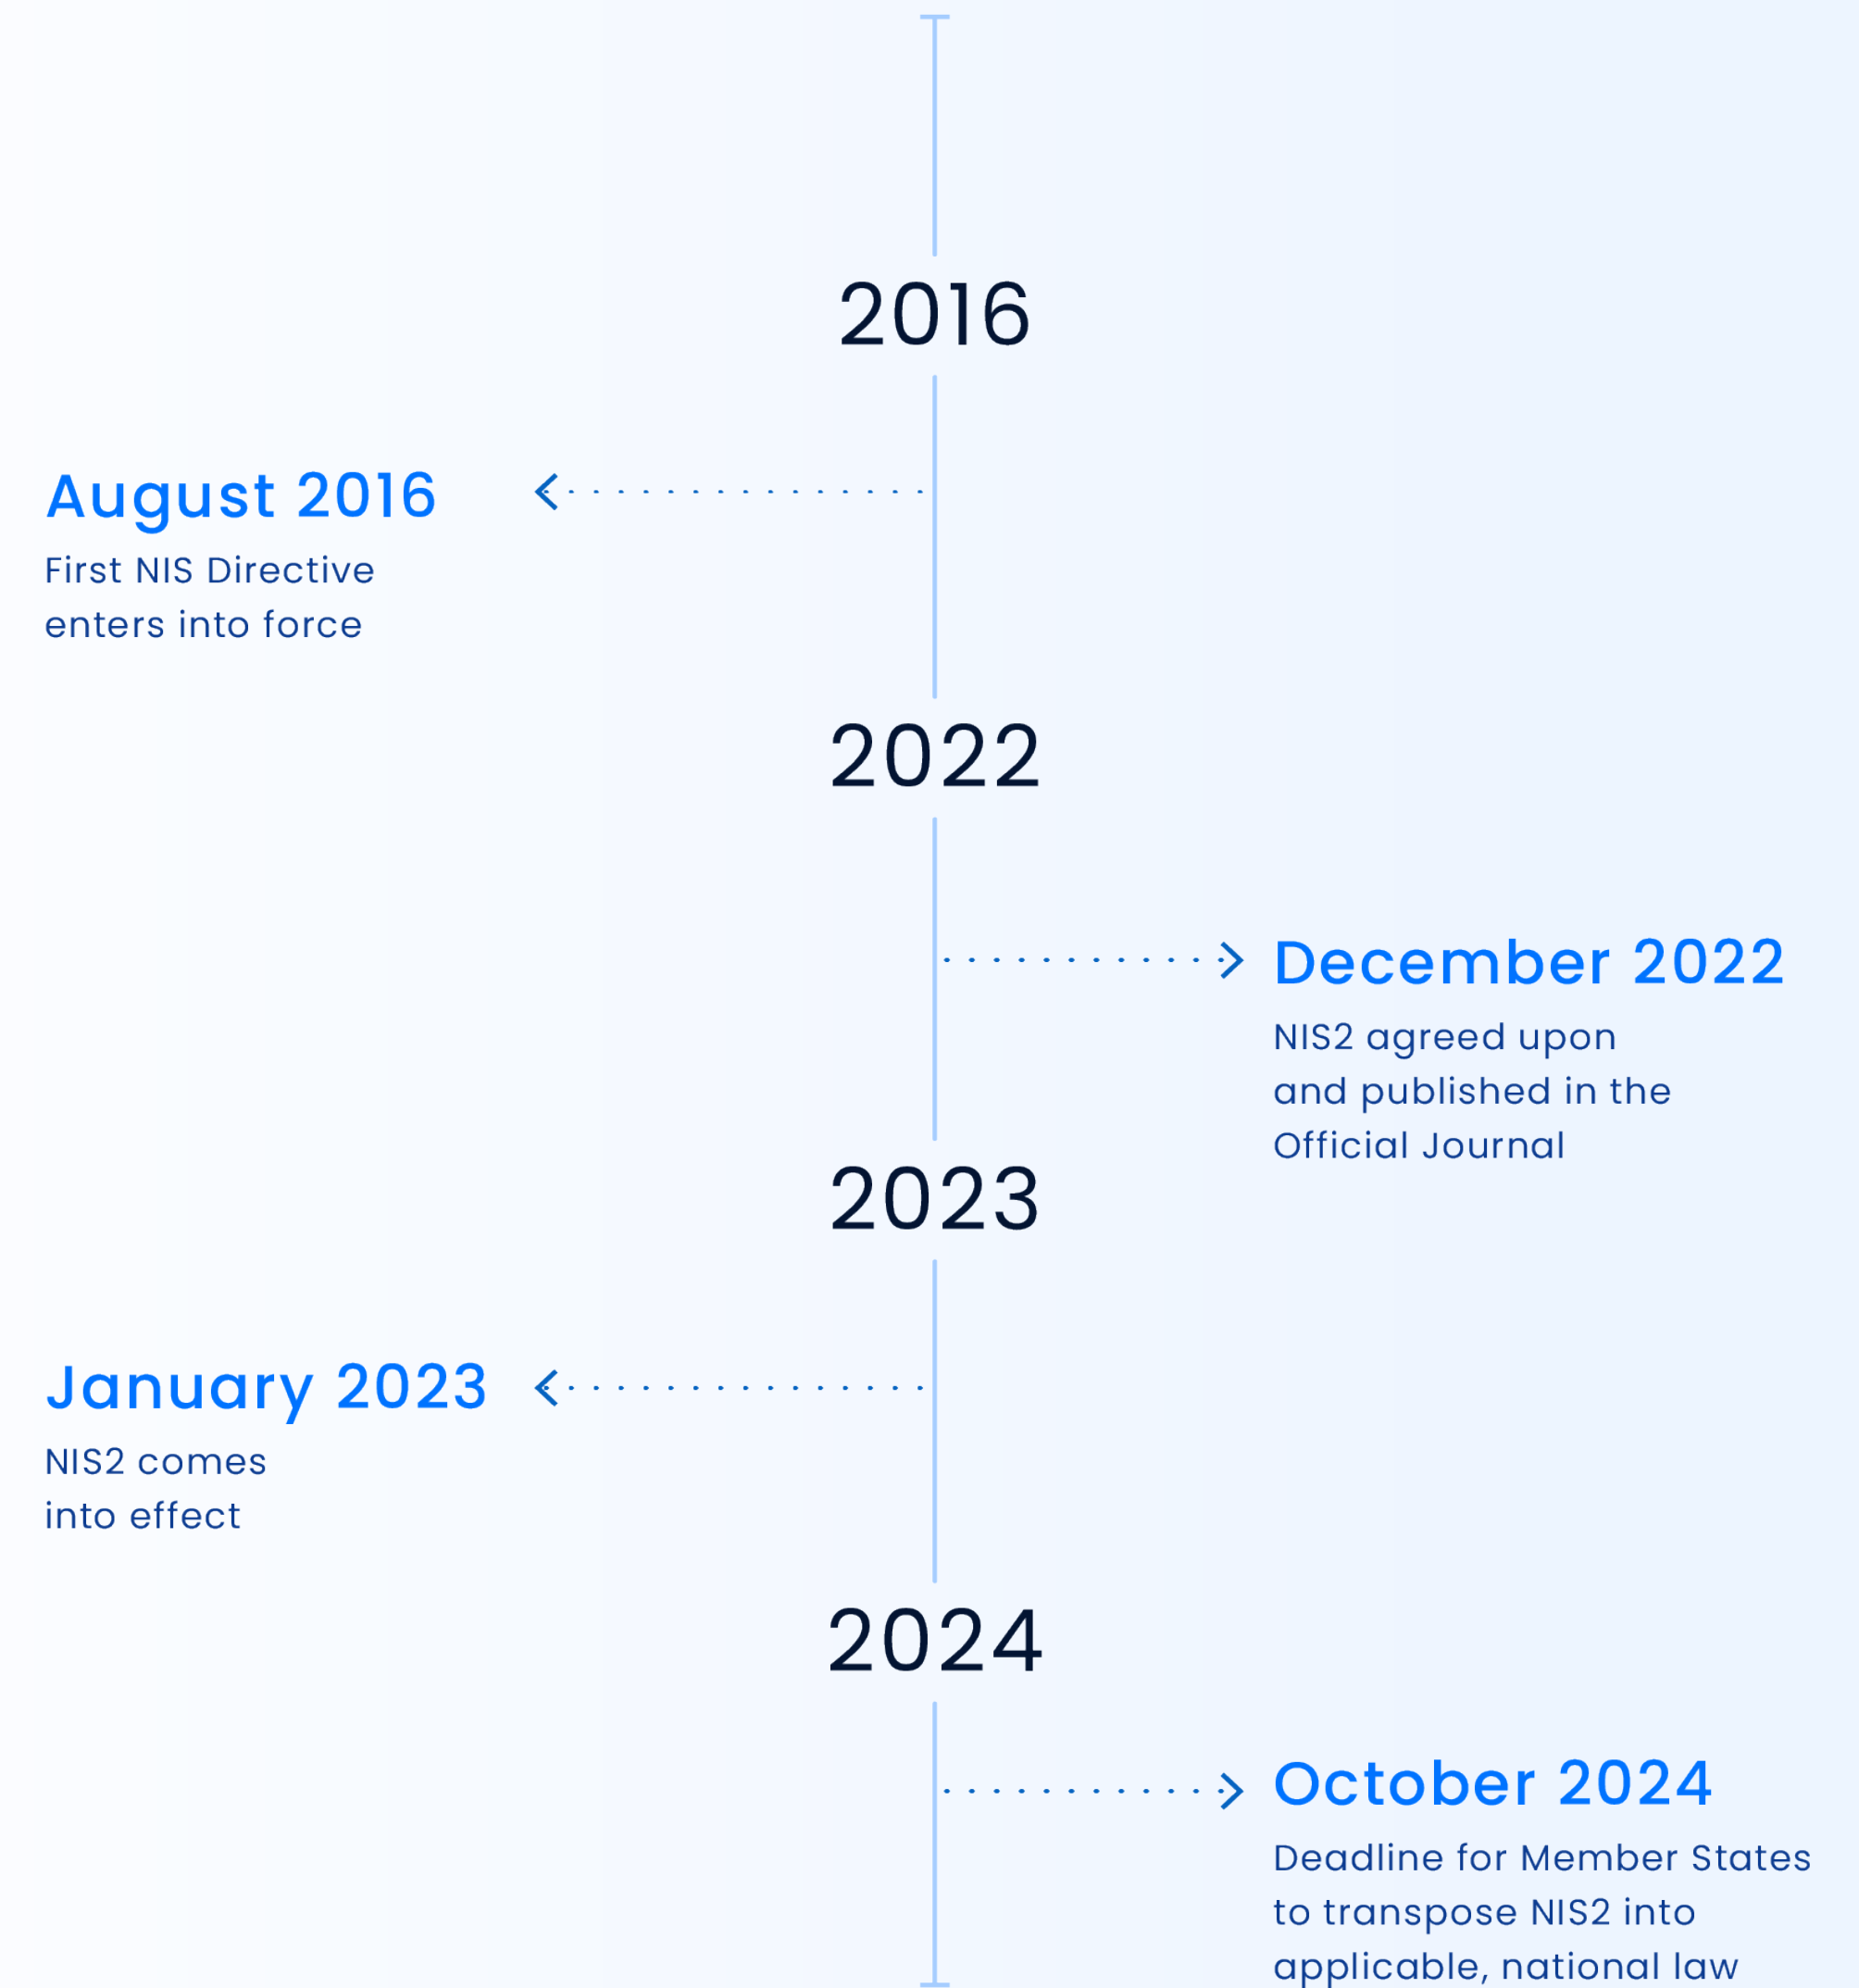 2016
August 2016
First NIS Directive
enters into force
2022
December 2022
NIS2 agreed upon
and published in the
Official Journal
2023
January 2023
NIS2 comes
into effect
2024
October 2024
Deadline for Member States
to transpose NIS2 into
applicable, national law